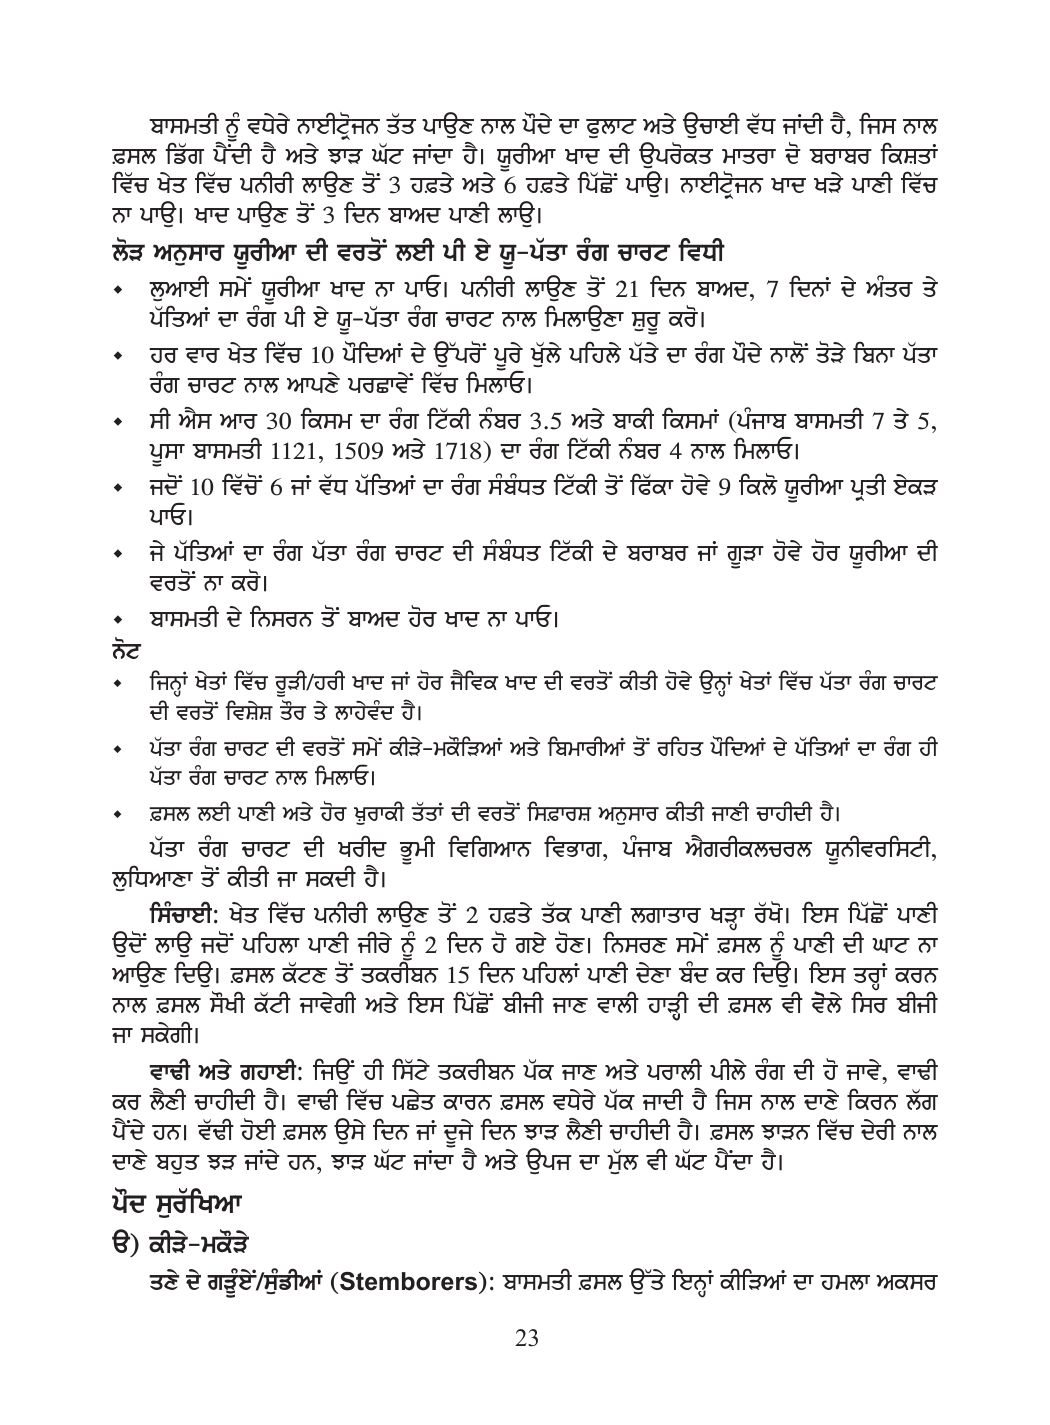 ਬਾਸਮਤੀ ਨੂੰ ਵਧੇਰੇ ਨਾਈਟ੍ਰੋਜਨ ਤੱਤ ਪਾਉਣ ਨਾਲ ਪੌਦੇ ਦਾ ਫੁਲਾਟ ਅਤੇ ਉਚਾਈ ਵੱਧ ਜਾਂਦੀ ਹੈ, ਜਿਸ ਨਾਲ
ਫ਼ਸਲ ਡਿੱਗ ਪੈਂਦੀ ਹੈ ਅਤੇ ਝਾੜ ਘੱਟ ਜਾਂਦਾ ਹੈ। ਯੂਰੀਆ ਖਾਦ ਦੀ ਉਪਰੋਕਤ ਮਾਤਰਾ ਦੋ ਬਰਾਬਰ ਕਿਸ਼ਤਾਂ
ਵਿੱਚ ਖੇਤ ਵਿੱਚ ਪਨੀਰੀ ਲਾਉਣ ਤੋਂ 3 ਹਫ਼ਤੇ ਅਤੇ 6 ਹਫ਼ਤੇ ਪਿੱਛੋਂ ਪਾਉ। ਨਾਈਟ੍ਰੋਜਨ ਖਾਦ ਖੜੇ ਪਾਣੀ ਵਿੱਚ
ਨਾ ਪਾਉ। ਖਾਦ ਪਾਉਣ ਤੋਂ 3 ਦਿਨ ਬਾਅਦ ਪਾਣੀ ਲਾਉ।
ਲੋੜ ਅਨੁਸਾਰ ਯੂਰੀਆ ਦੀ ਵਰਤੋਂ ਲਈ ਪੀ ਏ ਯੂ-ਪੱਤਾ ਰੰਗ ਚਾਰਟ ਵਿਧੀ
◆ ਲੁਆਈ ਸਮੇਂ ਯੂਰੀਆ ਖਾਦ ਨਾ ਪਾਓ। ਪਨੀਰੀ ਲਾਉਣ ਤੋਂ 21 ਦਿਨ ਬਾਅਦ, 7 ਦਿਨਾਂ ਦੇ ਅੰਤਰ ਤੇ
ਪੱਤਿਆਂ ਦਾ ਰੰਗ ਪੀ ਏ ਯੂ-ਪੱਤਾ ਰੰਗ ਚਾਰਟ ਨਾਲ ਮਿਲਾਉਣਾ ਸ਼ੁਰੂ ਕਰੋ।
◆ ਹਰ ਵਾਰ ਖੇਤ ਵਿੱਚ 10 ਪੌਦਿਆਂ ਦੇ ਉੱਪਰੋਂ ਪੂਰੇ ਖੁੱਲੇ ਪਹਿਲੇ ਪੱਤੇ ਦਾ ਰੰਗ ਪੌਦੇ ਨਾਲੋਂ ਤੋੜੇ ਬਿਨਾ ਪੱਤਾ
ਰੰਗ ਚਾਰਟ ਨਾਲ ਆਪਣੇ ਪਰਛਾਵੇਂ ਵਿੱਚ ਮਿਲਾਓ।
◆ ਸੀ ਐਸ ਆਰ 30 ਕਿਸਮ ਦਾ ਰੰਗ ਟਿੱਕੀ ਨੰਬਰ 3.5 ਅਤੇ ਬਾਕੀ ਕਿਸਮਾਂ (ਪੰਜਾਬ ਬਾਸਮਤੀ 7 ਤੇ 5,
ਪੂਸਾ ਬਾਸਮਤੀ 1121, 1509 ਅਤੇ 1718) ਦਾ ਰੰਗ ਟਿੱਕੀ ਨੰਬਰ 4 ਨਾਲ ਮਿਲਾਓ।
◆ ਜਦੋਂ 10 ਵਿੱਚੋਂ 6 ਜਾਂ ਵੱਧ ਪੱਤਿਆਂ ਦਾ ਰੰਗ ਸੰਬੰਧਤ ਟਿੱਕੀ ਤੋਂ ਫਿੱਕਾ ਹੋਵੇ 9 ਕਿਲੋ ਯੂਰੀਆ ਪ੍ਰਤੀ ਏਕੜ
ਪਾਓ।
◆ ਜੇ ਪੱਤਿਆਂ ਦਾ ਰੰਗ ਪੱਤਾ ਰੰਗ ਚਾਰਟ ਦੀ ਸੰਬੰਧਤ ਟਿੱਕੀ ਦੇ ਬਰਾਬਰ ਜਾਂ ਗੂੜਾ ਹੋਵੇ ਹੋਰ ਯੂਰੀਆ ਦੀ
ਵਰਤੋਂ ਨਾ ਕਰੋ।
◆ ਬਾਸਮਤੀ ਦੇ ਨਿਸਰਨ ਤੋਂ ਬਾਅਦ ਹੋਰ ਖਾਦ ਨਾ ਪਾਓ।
ਨੋਟ
◆ ਜਿਨ੍ਹਾਂ ਖੇਤਾਂ ਵਿੱਚ ਰੂੜੀ/ਹਰੀ ਖਾਦ ਜਾਂ ਹੋਰ ਜੈਵਿਕ ਖਾਦ ਦੀ ਵਰਤੋਂ ਕੀਤੀ ਹੋਵੇ ਉਨ੍ਹਾਂ ਖੇਤਾਂ ਵਿੱਚ ਪੱਤਾ ਰੰਗ ਚਾਰਟ
ਦੀ ਵਰਤੋਂ ਵਿਸ਼ੇਸ਼ ਤੌਰ ਤੇ ਲਾਹੇਵੰਦ ਹੈ।
◆ ਪੱਤਾ ਰੰਗ ਚਾਰਟ ਦੀ ਵਰਤੋਂ ਸਮੇਂ ਕੀੜੇ-ਮਕੌੜਿਆਂ ਅਤੇ ਬਿਮਾਰੀਆਂ ਤੋਂ ਰਹਿਤ ਪੌਦਿਆਂ ਦੇ ਪੱਤਿਆਂ ਦਾ ਰੰਗ ਹੀ
ਪੱਤਾ ਰੰਗ ਚਾਰਟ ਨਾਲ ਮਿਲਾਓ।
◆ ਫ਼ਸਲ ਲਈ ਪਾਣੀ ਅਤੇ ਹੋਰ ਖ਼ੁਰਾਕੀ ਤੱਤਾਂ ਦੀ ਵਰਤੋਂ ਸਿਫ਼ਾਰਸ਼ ਅਨੁਸਾਰ ਕੀਤੀ ਜਾਣੀ ਚਾਹੀਦੀ ਹੈ।
ਪੱਤਾ ਰੰਗ ਚਾਰਟ ਦੀ ਖਰੀਦ ਭੂਮੀ ਵਿਗਿਆਨ ਵਿਭਾਗ, ਪੰਜਾਬ ਐਗਰੀਕਲਚਰਲ ਯੂਨੀਵਰਸਿਟੀ,
ਲੁਧਿਆਣਾ ਤੋਂ ਕੀਤੀ ਜਾ ਸਕਦੀ ਹੈ।
ਸਿੰਚਾਈ: ਖੇਤ ਵਿੱਚ ਪਨੀਰੀ ਲਾਉਣ ਤੋਂ 2 ਹਫ਼ਤੇ ਤੱਕ ਪਾਣੀ ਲਗਾਤਾਰ ਖੜ੍ਹਾ ਰੱਖੋ। ਇਸ ਪਿੱਛੋਂ ਪਾਣੀ
ਉਦੋਂ ਲਾਉ ਜਦੋਂ ਪਹਿਲਾ ਪਾਣੀ ਜੀਰੇ ਨੂੰ 2 ਦਿਨ ਹੋ ਗਏ ਹੋਣ। ਨਿਸਰਣ ਸਮੇਂ ਫ਼ਸਲ ਨੂੰ ਪਾਣੀ ਦੀ ਘਾਟ ਨਾ
ਆਉਣ ਦਿਉ। ਫ਼ਸਲ ਕੱਟਣ ਤੋਂ ਤਕਰੀਬਨ 15 ਦਿਨ ਪਹਿਲਾਂ ਪਾਣੀ ਦੇਣਾ ਬੰਦ ਕਰ ਦਿਉ। ਇਸ ਤਰ੍ਹਾਂ ਕਰਨ
ਨਾਲ ਫ਼ਸਲ ਸੌਖੀ ਕੱਟੀ ਜਾਵੇਗੀ ਅਤੇ ਇਸ ਪਿੱਛੋਂ ਬੀਜੀ ਜਾਣ ਵਾਲੀ ਹਾੜ੍ਹੀ ਦੀ ਫ਼ਸਲ ਵੀ ਵੇਲੇ ਸਿਰ ਬੀਜੀ
ਜਾ ਸਕੇਗੀ।
ਵਾਢੀ ਅਤੇ ਗਹਾਈ: ਜਿਉਂ ਹੀ ਸਿੱਟੇ ਤਕਰੀਬਨ ਪੱਕ ਜਾਣ ਅਤੇ ਪਰਾਲੀ ਪੀਲੇ ਰੰਗ ਦੀ ਹੋ ਜਾਵੇ, ਵਾਢੀ
ਕਰ ਲੈਣੀ ਚਾਹੀਦੀ ਹੈ। ਵਾਢੀ ਵਿੱਚ ਪਛੇਤ ਕਾਰਨ ਫ਼ਸਲ ਵਧੇਰੇ ਪੱਕ ਜਾਦੀ ਹੈ ਜਿਸ ਨਾਲ ਦਾਣੇ ਕਿਰਨ ਲੱਗ
ਪੈਂਦੇ ਹਨ। ਵੱਢੀ ਹੋਈ ਫ਼ਸਲ ਉਸੇ ਦਿਨ ਜਾਂ ਦੂਜੇ ਦਿਨ ਝਾੜ ਲੈਣੀ ਚਾਹੀਦੀ ਹੈ। ਫ਼ਸਲ ਝਾੜਨ ਵਿੱਚ ਦੇਰੀ ਨਾਲ
ਦਾਣੇ ਬਹੁਤ ਝੜ ਜਾਂਦੇ ਹਨ, ਝਾੜ ਘੱਟ ਜਾਂਦਾ ਹੈ ਅਤੇ ਉਪਜ ਦਾ ਮੁੱਲ ਵੀ ਘੱਟ ਪੈਂਦਾ ਹੈ।
ਪੌਦ ਸੁਰੱਖਿਆ
ੳ) ਕੀੜੇ-ਮਕੌੜੇ
ਤਣੇ ਦੇ ਗੜੂੰਏਂ/ਸੁੰਡੀਆਂ (Stemborers): ਬਾਸਮਤੀ ਫ਼ਸਲ ਉੱਤੇ ਇਨ੍ਹਾਂ ਕੀੜਿਆਂ ਦਾ ਹਮਲਾ ਅਕਸਰ
23